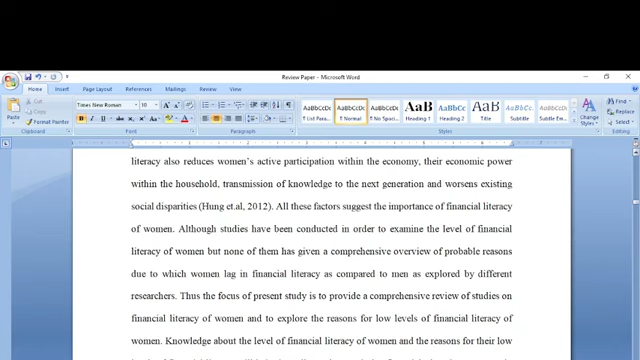 Review Paper - Microsoft Word
Home Insert Page Layout References Mailings Review View
Cut
Copy
Format Painter
Paste
Clipboard
Times New Roman 10
Font
Paragraph
AaBbCcDc AaBbCcDc AaBbCcDc AaB AaBbCc AaB AaBbCcDc AaBbCcDc
¶ List Para... ¶ Normal ¶ No Spaci... Heading 1 Heading 2 Title Subtitle Subtle Em...
Change Styles
Styles
Find
Replace
Select
Editing
literacy also reduces women's active participation within the economy, their economic power
within the household, transmission of knowledge to the next generation and worsens existing
social disparities (Hung et.al, 2012). All these factors suggest the importance of financial literacy
of women. Although studies have been conducted in order to examine the level of financial
literacy of women but none of them has given a comprehensive overview of probable reasons
due to which women lag in financial literacy as compared to men as explored by different
researchers. Thus the focus of present study is to provide a comprehensive review of studies on
financial literacy of women and to explore the reasons for low levels of financial literacy of
women. Knowledge about the level of financial literacy of women and the reasons for their low